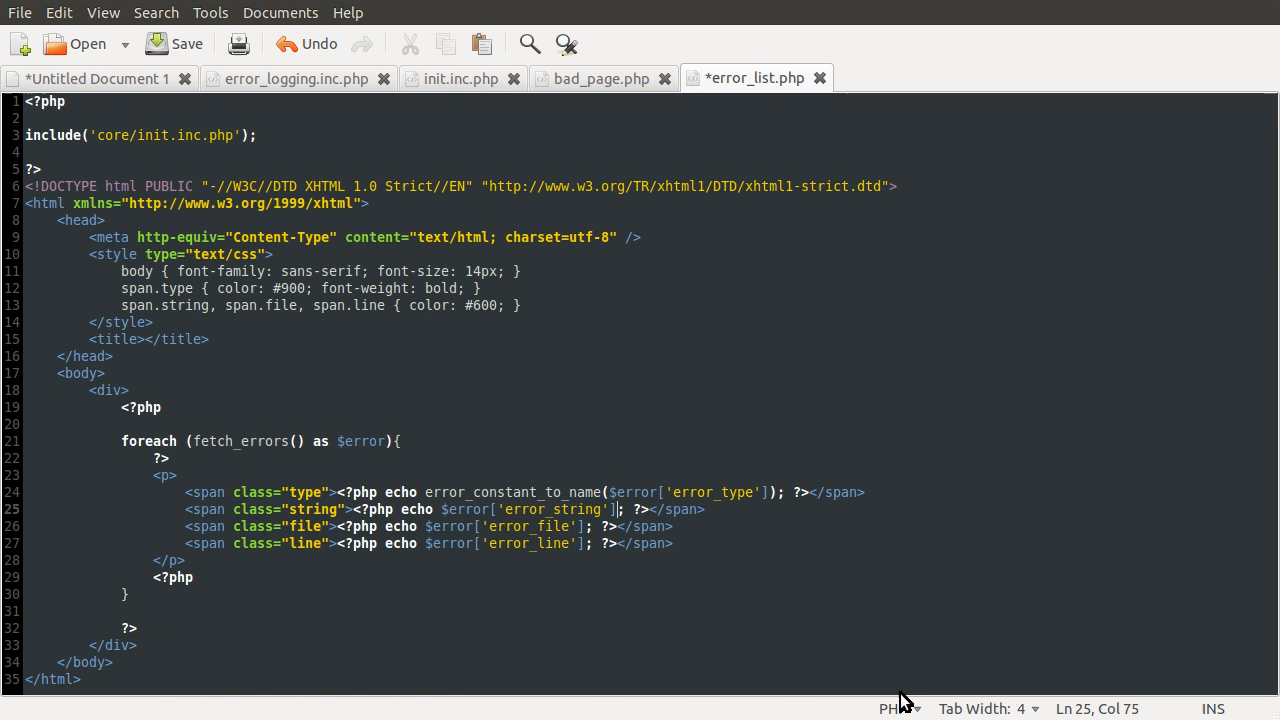 File Edit View Search Tools Documents Help
Open Save Undo
*Untitled Document 1 error_logging.inc.php init.inc.php bad_page.php *error_list.php
1 <?php
2
3 include('core/init.inc.php');
4
5 ?>
6 <!DOCTYPE html PUBLIC "-//W3C//DTD XHTML 1.0 Strict//EN" "http://www.w3.org/TR/xhtml1/DTD/xhtml1-strict.dtd">
7 <html xmlns="http://www.w3.org/1999/xhtml">
8 <head>
9 <meta http-equiv="Content-Type" content="text/html; charset=utf-8" />
10 <style type="text/css">
11 body { font-family: sans-serif; font-size: 14px; }
12 span.type { color: #900; font-weight: bold; }
13 span.string, span.file, span.line { color: #600; }
14 </style>
15 <title></title>
16 </head>
17 <body>
18 <div>
19 <?php
20
21 foreach (fetch_errors() as $error){
22 ?>
23 <p>
24 <span class="type"><?php echo error_constant_to_name($error['error_type']); ?></span>
25 <span class="string"><?php echo $error['error_string']; ?></span>
26 <span class="file"><?php echo $error['error_file']; ?></span>
27 <span class="line"><?php echo $error['error_line']; ?></span>
28 </p>
29 <?php
30 }
31
32 ?>
33 </div>
34 </body>
35 </html>
Tab Width: 4 Ln 25, Col 75 INS